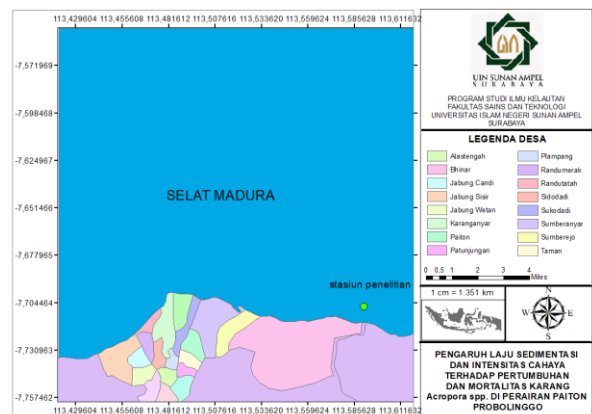 113,429604 113,455608 113,481612 113,507616 113,533620 113,559624 113,585628 113,611632
-7,571969
-7,598468
-7,624967
-7,651466
-7,677965
-7,704464
-7,730963
-7,757462
SELAT MADURA
stasiun penelitian
113,429604 113,455608 113,481612 113,507616 113,533620 113,559624 113,585628 113,611632
UIN SUNAN AMPEL
SURABAYA
PROGRAM STUDI ILMU KELAUTAN
FAKULTAS SAINS DAN TEKNOLOGI
UNIVERSITAS ISLAM NEGERI SUNAN AMPEL
SURABAYA
LEGENDA DESA
Alastengah
Bhinar
Jabung Candi
Jabung Sisir
Jabung Wetan
Karanganyar
Paiton
Patunjungan
Plampang
Randumerak
Randutatah
Sidodadi
Sukodadi
Sumberanyar
Sumberejo
Taman
0 0,5 1 2 3 4
Miles
1 cm = 1.351 km
N
W E
S
PENGARUH LAJU SEDIMENTASI
DAN INTENSITAS CAHAYA
TERHADAP PERTUMBUHAN
DAN MORTALITAS KARANG
Acropora spp. DI PERAIRAN PAITON
PROBOLINGGO